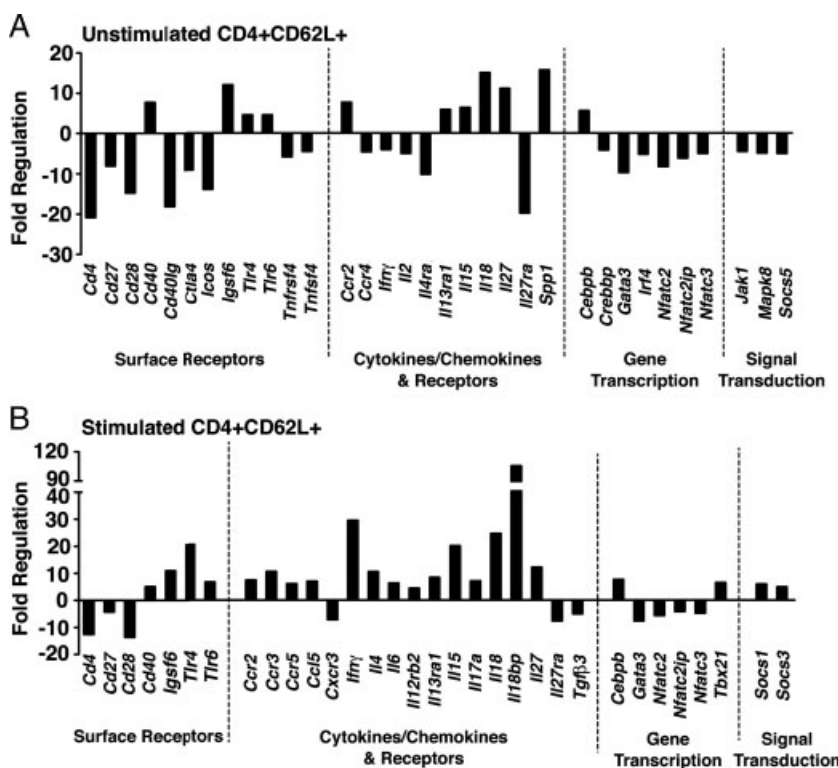 A
Unstimulated CD4+CD62L+
Fold Regulation
20
10
0
-10
-20
-30
Cd4
Cd27
Cd28
Cd40
Cd40lg
Ctla4
Icos
Igsf6
Tlr4
Tlr6
Tnfrsf4
Tnfsf4
Ccr2
Ccr4
Ifnγ
Il2
Il4ra
Il13ra1
Il15
Il18
Il27
Il27ra
Spp1
Cebpb
Crebbp
Gata3
Irf4
Nfatc2
Nfatc2ip
Nfatc3
Jak1
Mapk8
Socs5
Surface Receptors
Cytokines/Chemokines
& Receptors
Gene
Transcription
Signal
Transduction
B
Stimulated CD4+CD62L+
Fold Regulation
120
90
40
30
20
10
0
-10
-20
Cd4
Cd27
Cd28
Cd40
Igsf6
Tlr4
Tlr6
Ccr2
Ccr3
Ccr5
Ccl5
Cxcr3
Ifnγ
Il4
Il6
Il12rb2
Il13ra1
Il15
Il17a
Il18
Il18bp
Il27
Il27ra
Tgfβ3
Cebpb
Gata3
Nfatc2
Nfatc2ip
Nfatc3
Tbx21
Socs1
Socs3
Surface Receptors
Cytokines/Chemokines
& Receptors
Gene
Transcription
Signal
Transduction